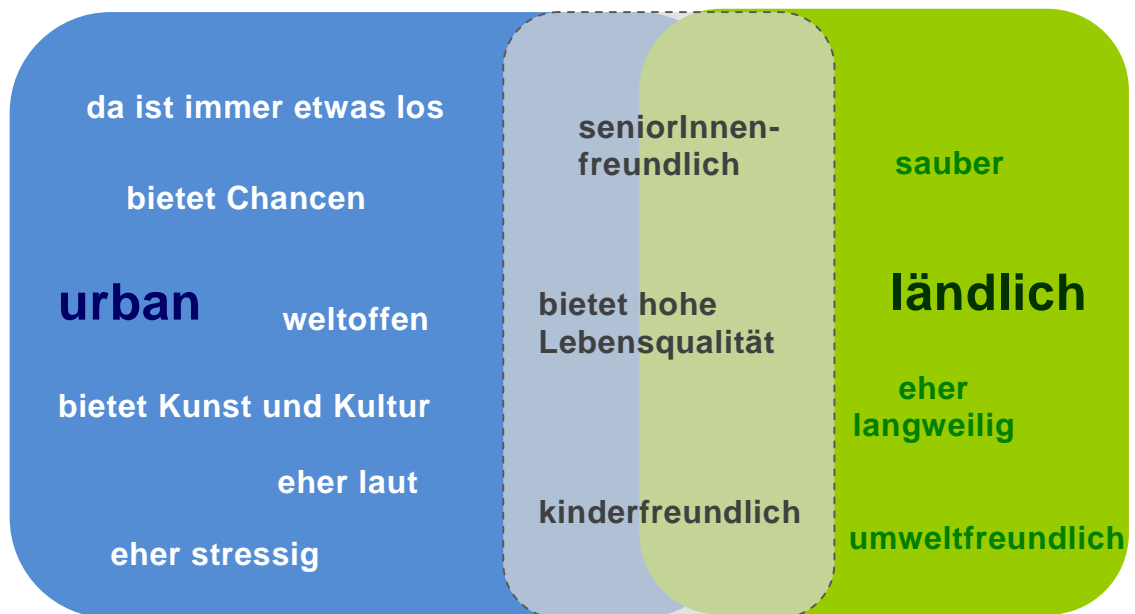 da ist immer etwas los
bietet Chancen
urban
weltoffen
bietet Kunst und Kultur
eher laut
eher stressig
seniorInnen-
freundlich
bietet hohe
Lebensqualität
kinderfreundlich
sauber
ländlich
eher
langweilig
umweltfreundlich